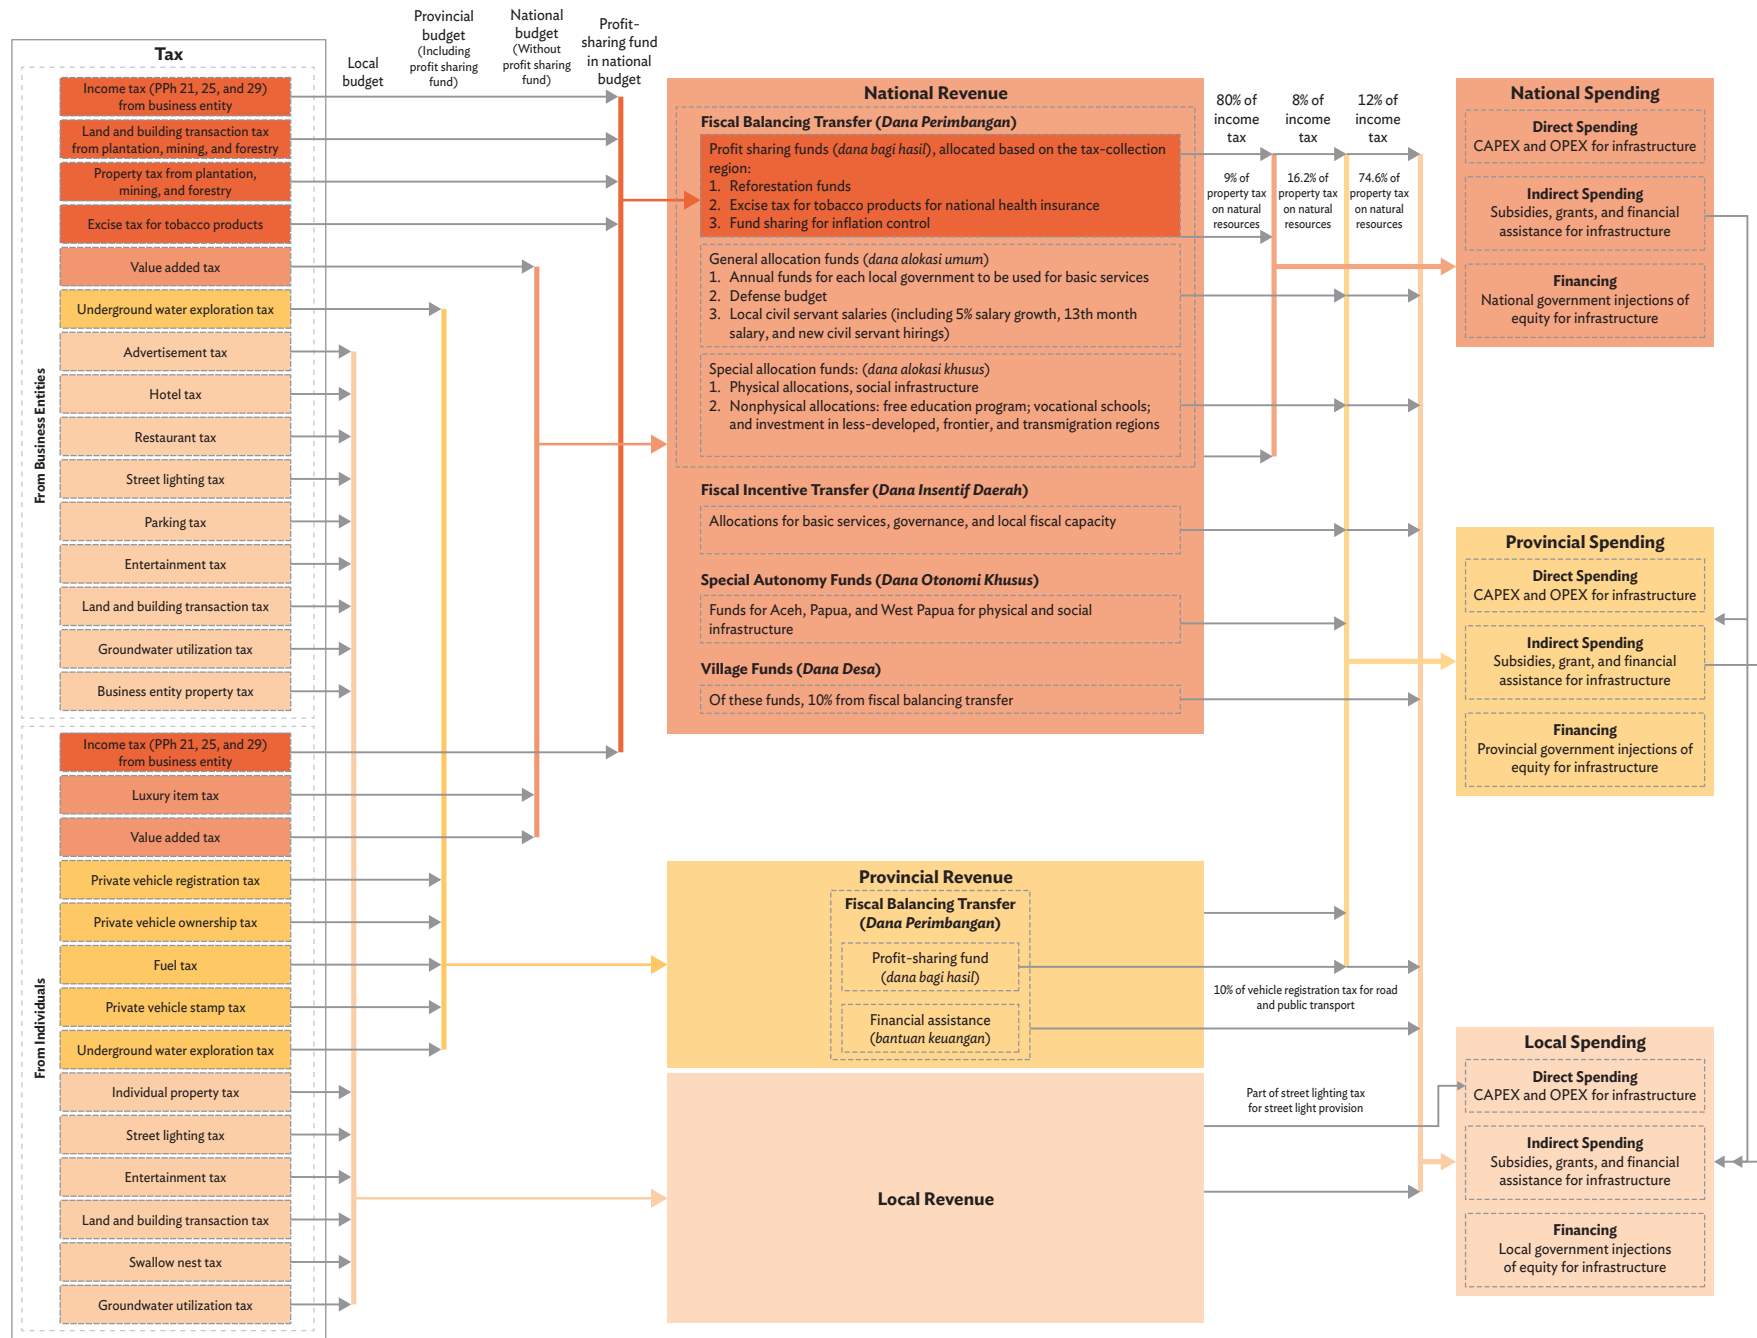 Tax
From Business Entities
Income tax (PPh 21, 25, and 29)
from business entity
Land and building transaction tax
from plantation, mining, and forestry
Property tax from plantation,
mining, and forestry
Excise tax for tobacco products
Value added tax
Underground water exploration tax
Advertisement tax
Hotel tax
Restaurant tax
Street lighting tax
Parking tax
Entertainment tax
Land and building transaction tax
Groundwater utilization tax
Business entity property tax
From Individuals
Income tax (PPh 21, 25, and 29)
from business entity
Luxury item tax
Value added tax
Private vehicle registration tax
Private vehicle ownership tax
Fuel tax
Private vehicle stamp tax
Underground water exploration tax
Individual property tax
Street lighting tax
Entertainment tax
Land and building transaction tax
Swallow nest tax
Groundwater utilization tax
Local
budget
Provincial
budget
(Including
profit sharing
fund)
National
budget
(Without
profit sharing
fund)
Profit-
sharing fund
in national
budget
National Revenue
Fiscal Balancing Transfer (Dana Perimbangan)
Profit sharing funds (dana bagi hasil), allocated based on the tax-collection
region:
1. Reforestation funds
2. Excise tax for tobacco products for national health insurance
3. Fund sharing for inflation control
General allocation funds (dana alokasi umum)
1. Annual funds for each local government to be used for basic services
2. Defense budget
3. Local civil servant salaries (including 5% salary growth, 13th month
salary, and new civil servant hirings)
Special allocation funds: (dana alokasi khusus)
1. Physical allocations, social infrastructure
2. Nonphysical allocations: free education program; vocational schools;
and investment in less-developed, frontier, and transmigration regions
Fiscal Incentive Transfer (Dana Insentif Daerah)
Allocations for basic services, governance, and local fiscal capacity
Special Autonomy Funds (Dana Otonomi Khusus)
Funds for Aceh, Papua, and West Papua for physical and social
infrastructure
Village Funds (Dana Desa)
Of these funds, 10% from fiscal balancing transfer
Provincial Revenue
Fiscal Balancing Transfer
(Dana Perimbangan)
Profit-sharing fund
(dana bagi hasil)
Financial assistance
(bantuan keuangan)
Local Revenue
80% of
income
tax
8% of
income
tax
12% of
income
tax
9% of
property tax
on natural
resources
16.2% of
property tax
on natural
resources
74.6% of
property tax
on natural
resources
10% of vehicle registration tax for road
and public transport
Part of street lighting tax
for street light provision
National Spending
Direct Spending
CAPEX and OPEX for infrastructure
Indirect Spending
Subsidies, grants, and financial
assistance for infrastructure
Financing
National government injections of
equity for infrastructure
Provincial Spending
Direct Spending
CAPEX and OPEX for infrastructure
Indirect Spending
Subsidies, grant, and financial
assistance for infrastructure
Financing
Provincial government injections of
equity for infrastructure
Local Spending
Direct Spending
CAPEX and OPEX for infrastructure
Indirect Spending
Subsidies, grants, and financial
assistance for infrastructure
Financing
Local government injections
of equity for infrastructure